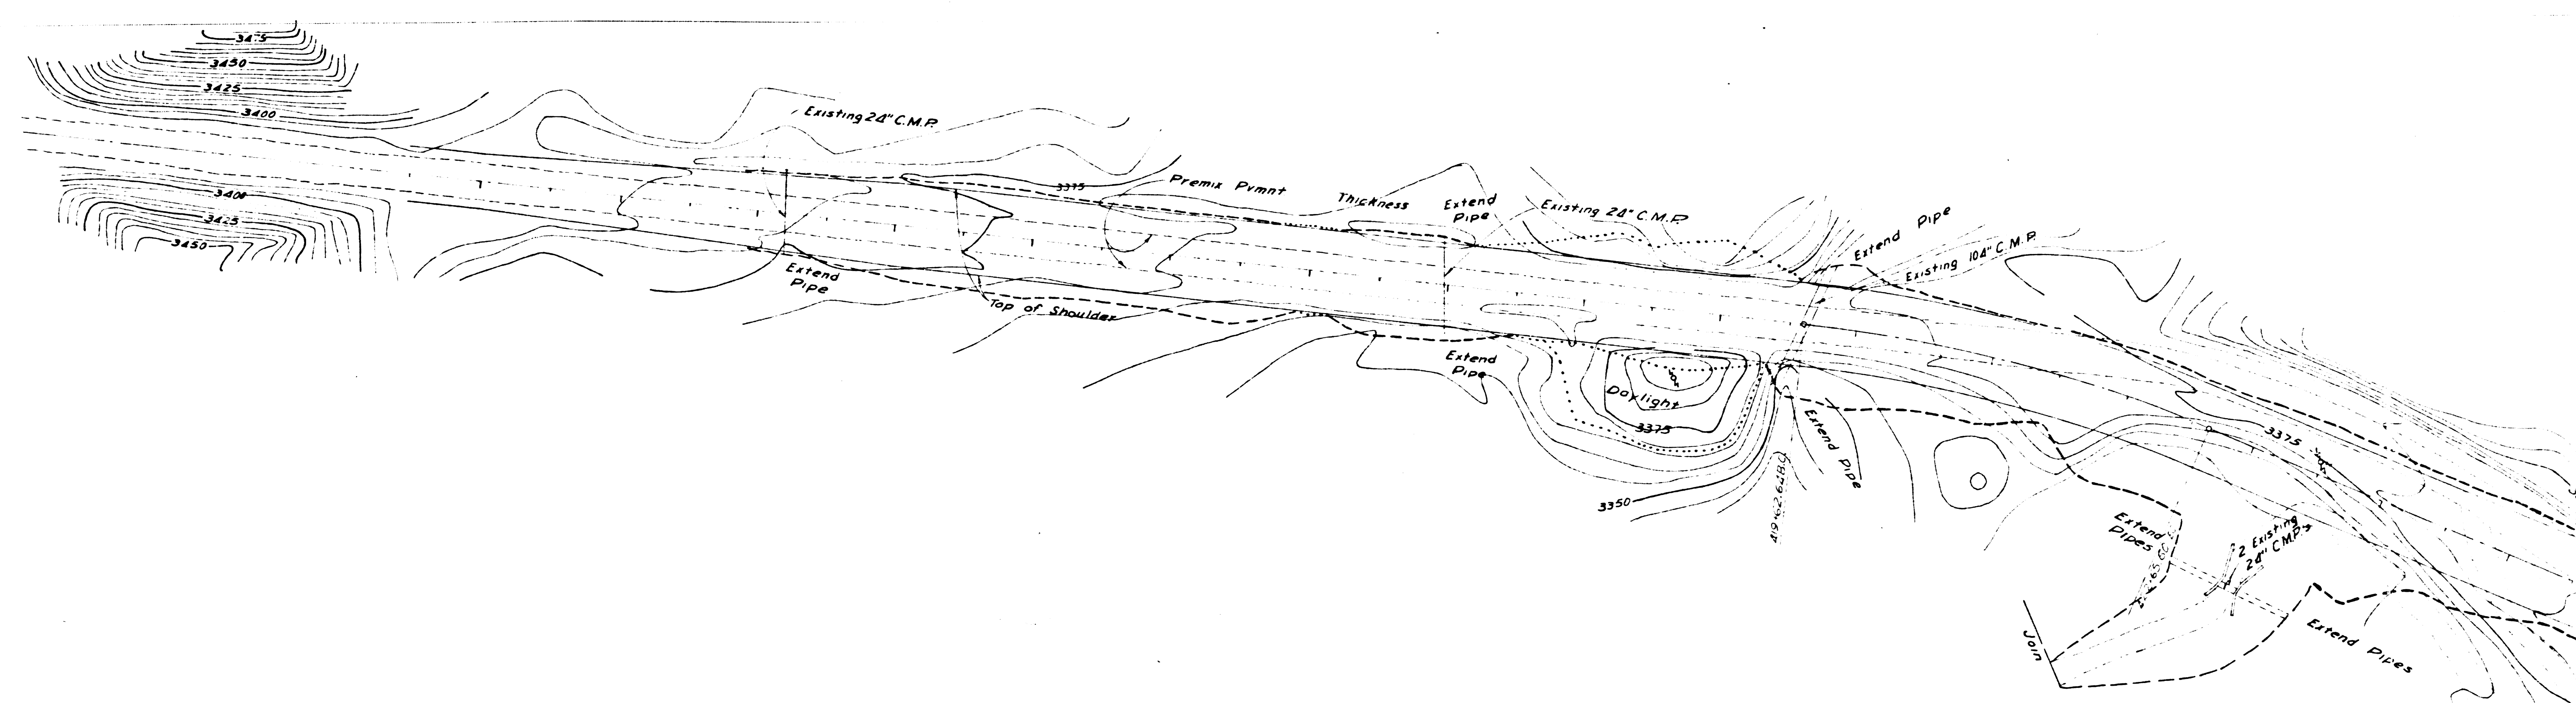 3475
3450
3425
3400
3400
3425
3450
Existing 24" C.M.P.
3375
Premix Pvmnt Thickness
Extend
Pipe
Existing 24" C.M.P.
Extend Pipe
Existing 104" C.M.P.
Extend
Pipe
Top of Shoulder
Extend
Pipe
Daylight
3375
3350
Extend Pipe
3375
Extend
Pipes
2 Existing
24" C.M.P.'s
Join
Extend Pipes